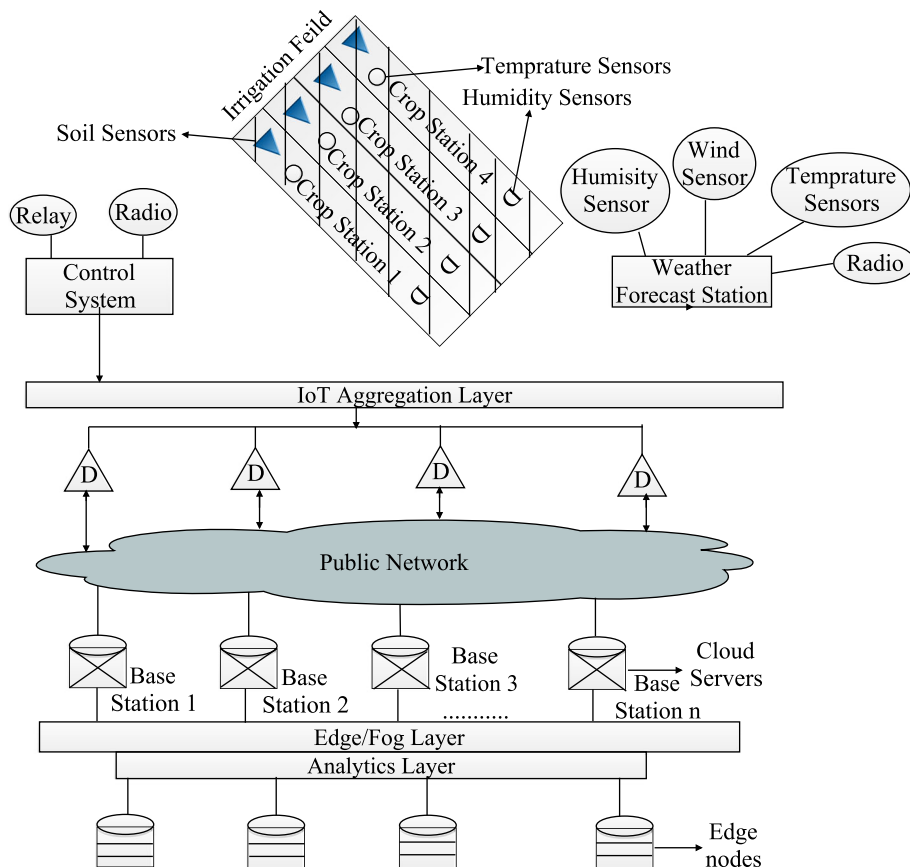 Irrigation Feild
Temprature Sensors
Humidity Sensors
Soil Sensors
Crop Station 4
Crop Station 3
Crop Station 2
Crop Station 1
D
D
D
D
Relay
Radio
Control
System
Humisity
Sensor
Wind
Sensor
Temprature
Sensors
Radio
Weather
Forecast Station
IoT Aggregation Layer
D
D
D
D
Public Network
Base
Station 1
Base
Station 2
Base
Station 3
...........
Base
Station n
Cloud
Servers
Edge/Fog Layer
Analytics Layer
Edge
nodes